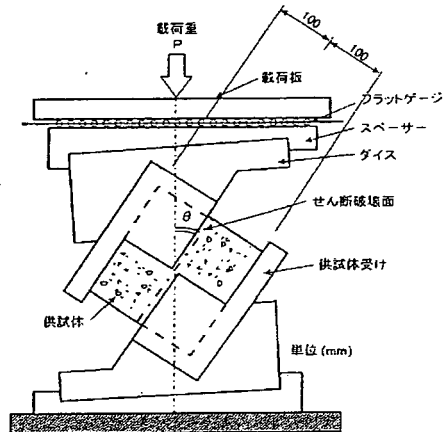 載荷重
P
100
100
載荷板
フラットゲージ
スペーサー
ダイス
θ
せん断破壊面
供試体受け
供試体
単位(mm)